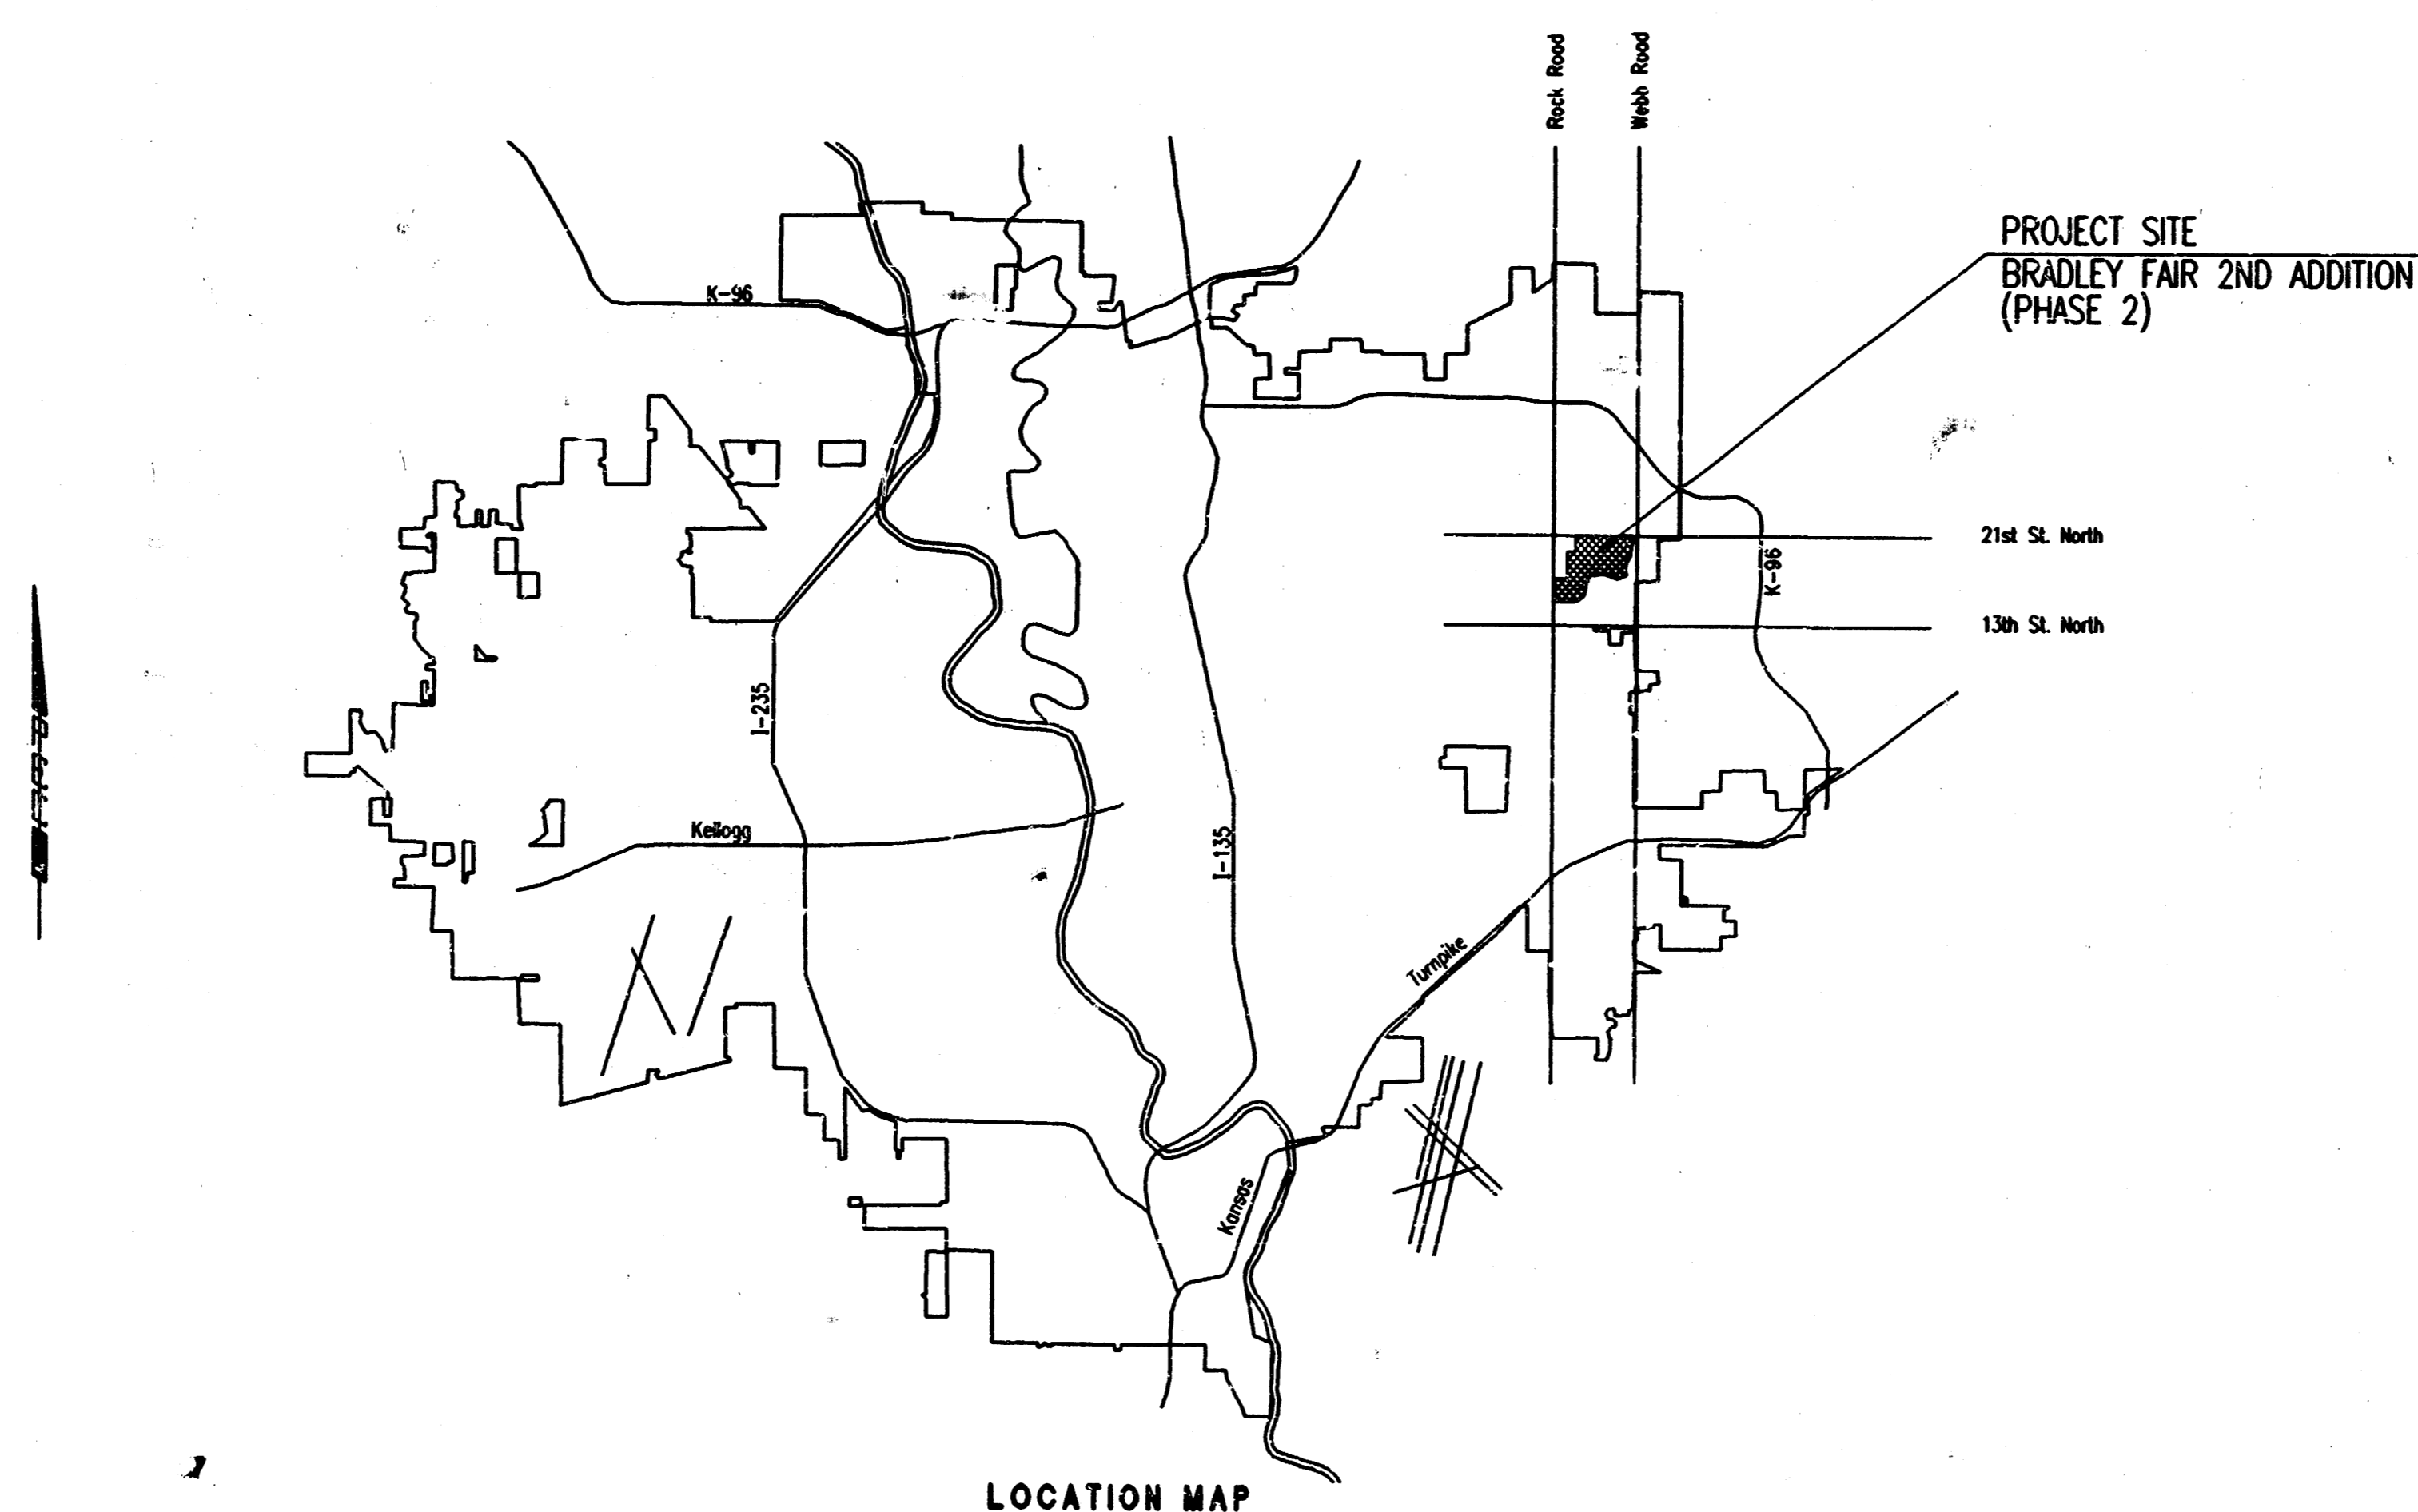 Rock Road
Webb Road
PROJECT SITE
BRADLEY FAIR 2ND ADDITION
(PHASE 2)
K-96
21st St. North
K-96
13th St. North
I-235
Kellogg
I-135
Turnpike
Kansas
LOCATION MAP